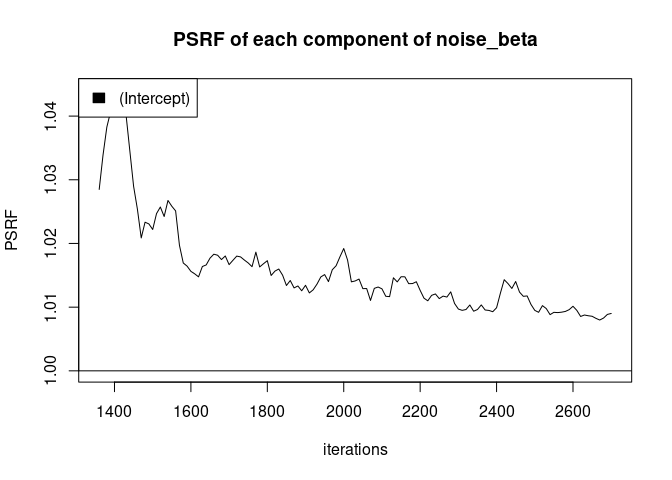 PSRF of each component of noise_beta
(Intercept)
PSRF
1.04
1.03
1.02
1.01
1.00
1400 1600 1800 2000 2200 2400 2600
iterations